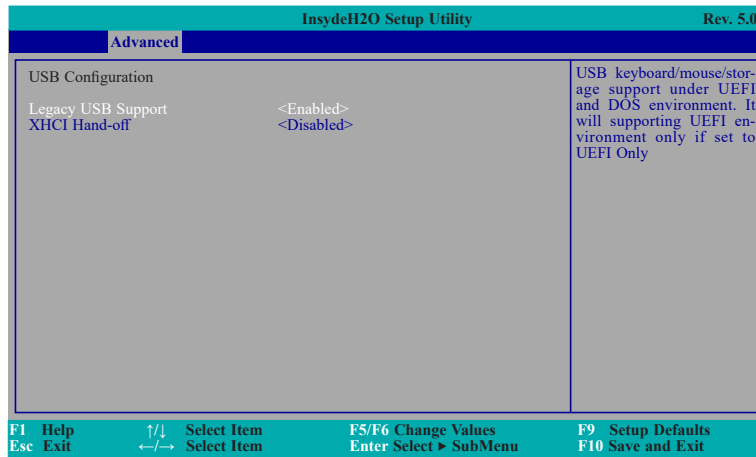 InsydeH2O Setup Utility Rev. 5.0
Advanced
USB Configuration
Legacy USB Support <Enabled>
XHCI Hand-off <Disabled>
USB keyboard/mouse/stor-
age support under UEFI
and DOS environment. It
will supporting UEFI en-
vironment only if set to
UEFI Only
F1 Help ↑/↓ Select Item F5/F6 Change Values F9 Setup Defaults
Esc Exit ←/→ Select Item Enter Select ► SubMenu F10 Save and Exit